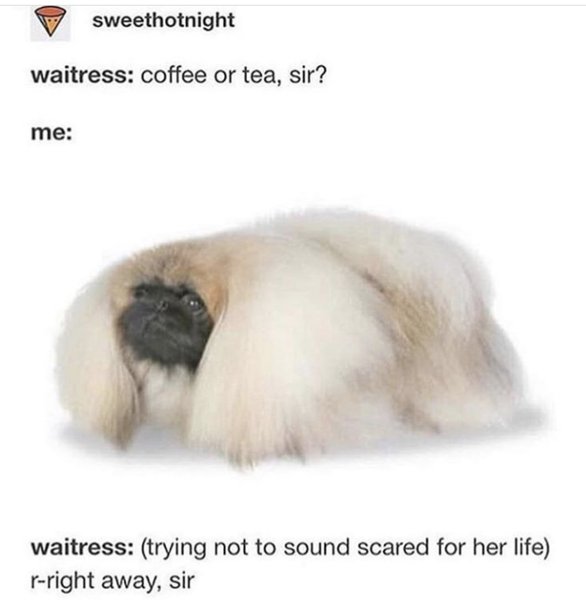 sweethotnight
waitress: coffee or tea, sir?
me:
waitress: (trying not to sound scared for her life)
r-right away, sir